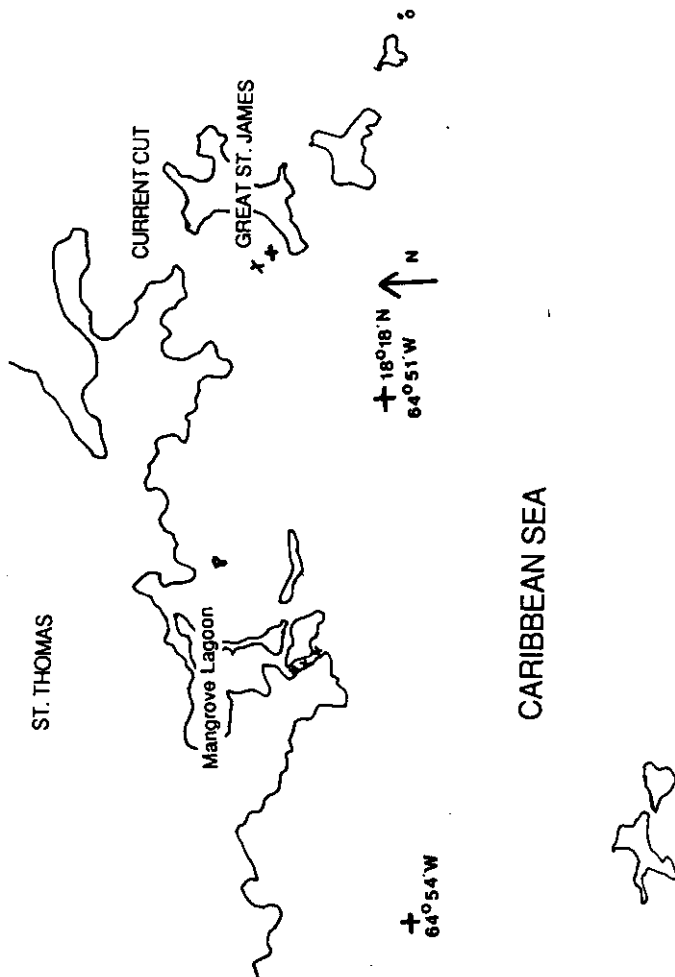 ST. THOMAS
CURRENT CUT
GREAT ST. JAMES
Mangrove Lagoon
N
18°18'N
64°51'W
64°54'W
CARIBBEAN SEA